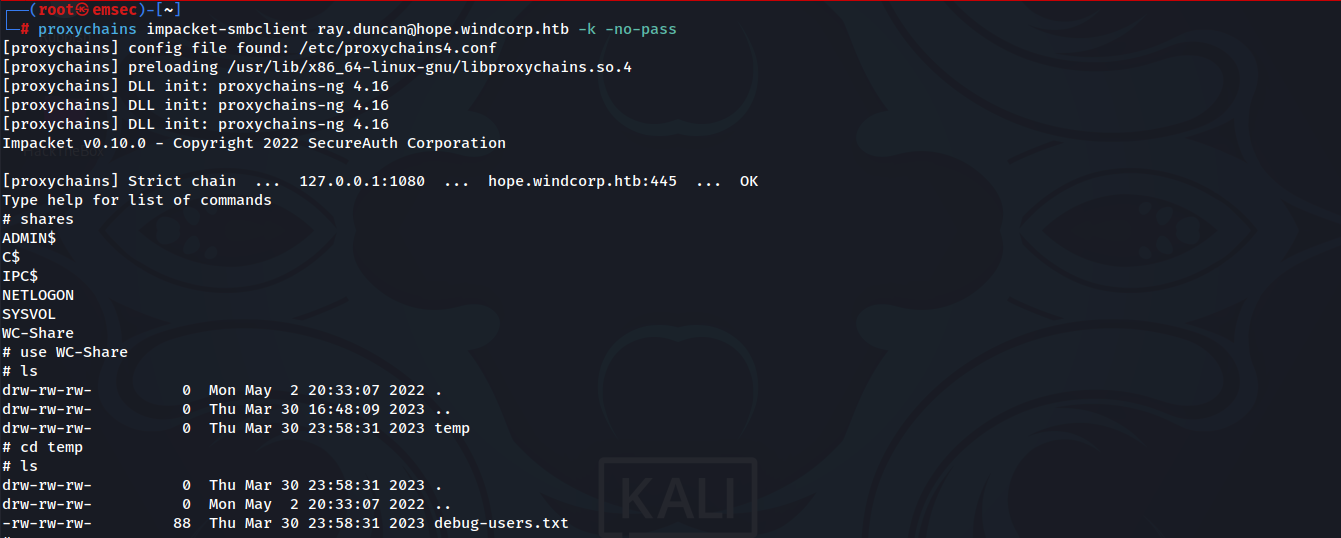 ┌──(root㉿emsec)-[~]
└─# proxychains impacket-smbclient ray.duncan@hope.windcorp.htb -k -no-pass
[proxychains] config file found: /etc/proxychains4.conf
[proxychains] preloading /usr/lib/x86_64-linux-gnu/libproxychains.so.4
[proxychains] DLL init: proxychains-ng 4.16
[proxychains] DLL init: proxychains-ng 4.16
[proxychains] DLL init: proxychains-ng 4.16
Impacket v0.10.0 - Copyright 2022 SecureAuth Corporation
[proxychains] Strict chain  ...  127.0.0.1:1080  ...  hope.windcorp.htb:445  ...  OK
Type help for list of commands
# shares
ADMIN$
C$
IPC$
NETLOGON
SYSVOL
WC-Share
# use WC-Share
# ls
drw-rw-rw-          0  Mon May  2 20:33:07 2022 .
drw-rw-rw-          0  Thu Mar 30 16:48:09 2023 ..
drw-rw-rw-          0  Thu Mar 30 23:58:31 2023 temp
# cd temp
# ls
drw-rw-rw-          0  Thu Mar 30 23:58:31 2023 .
drw-rw-rw-          0  Mon May  2 20:33:07 2022 ..
-rw-rw-rw-         88  Thu Mar 30 23:58:31 2023 debug-users.txt
KALI